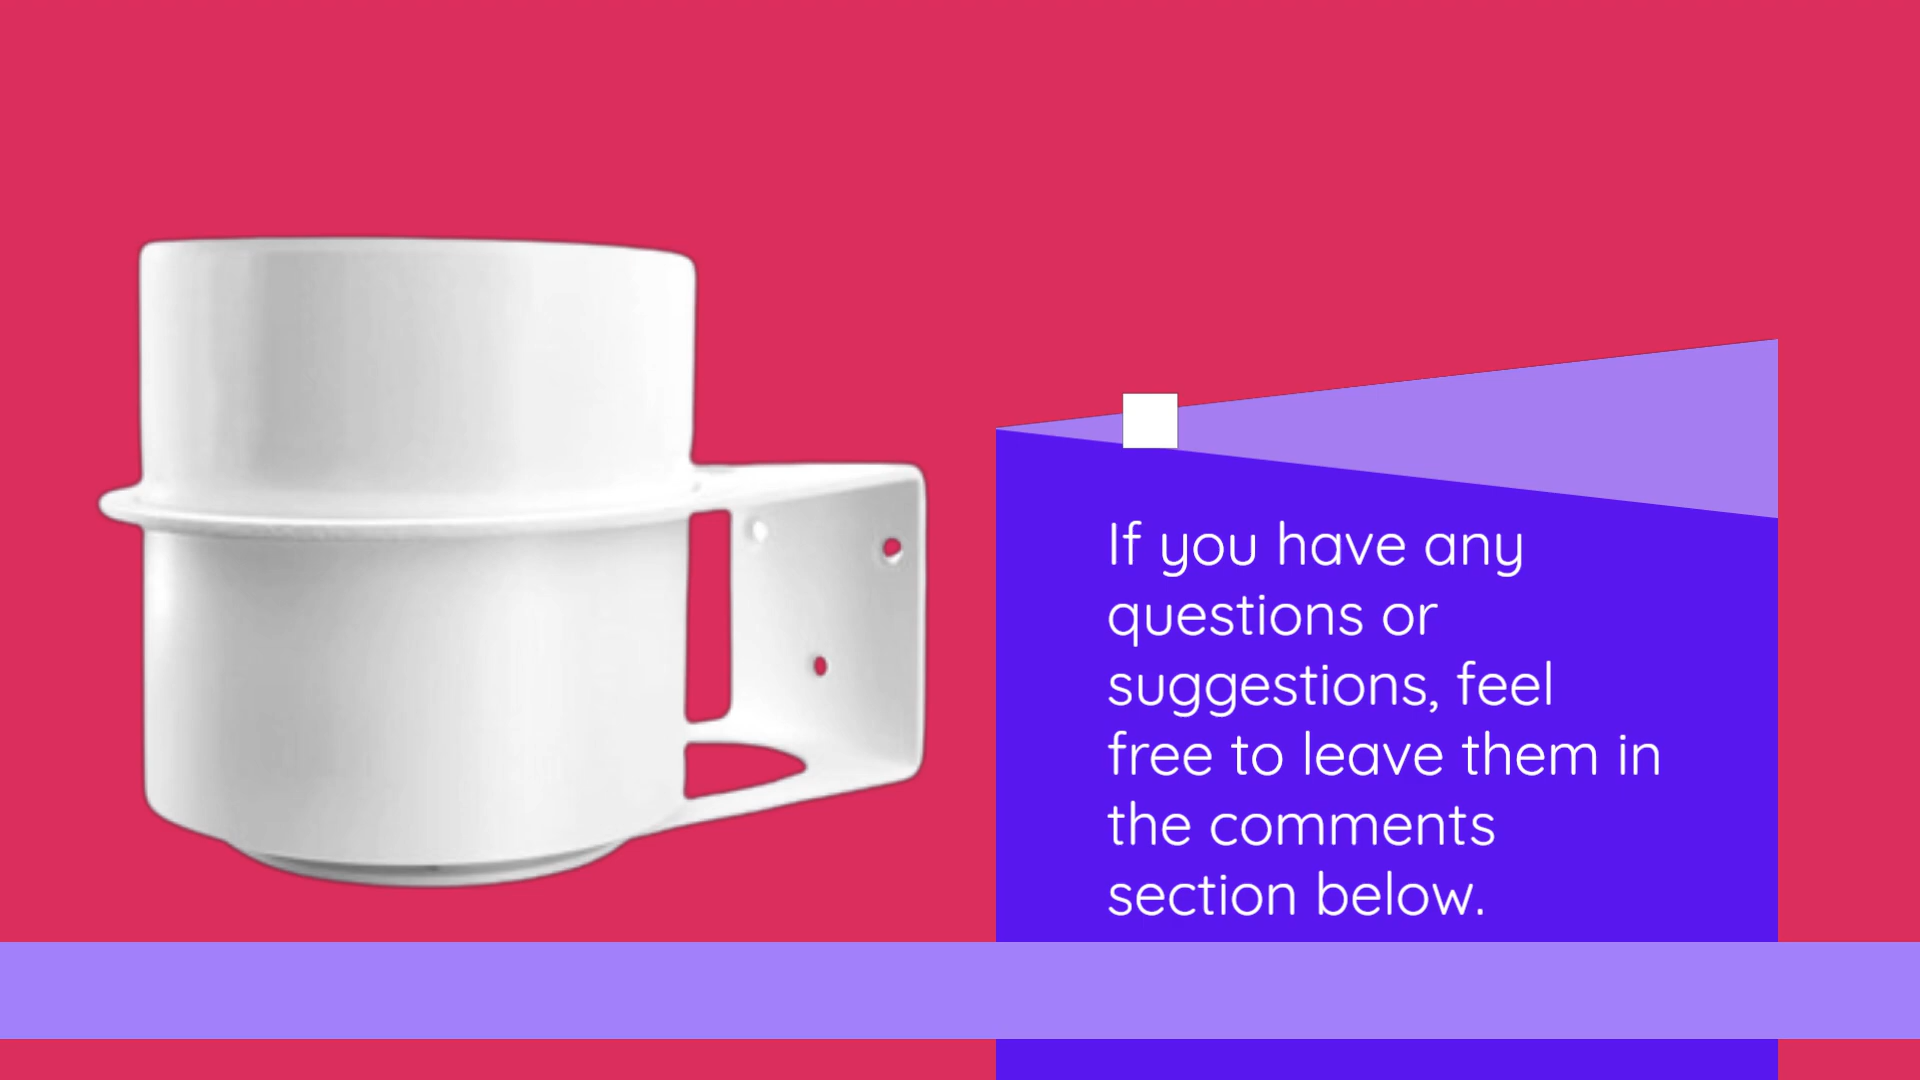 If you have any
questions or
suggestions, feel
free to leave them in
the comments
section below.